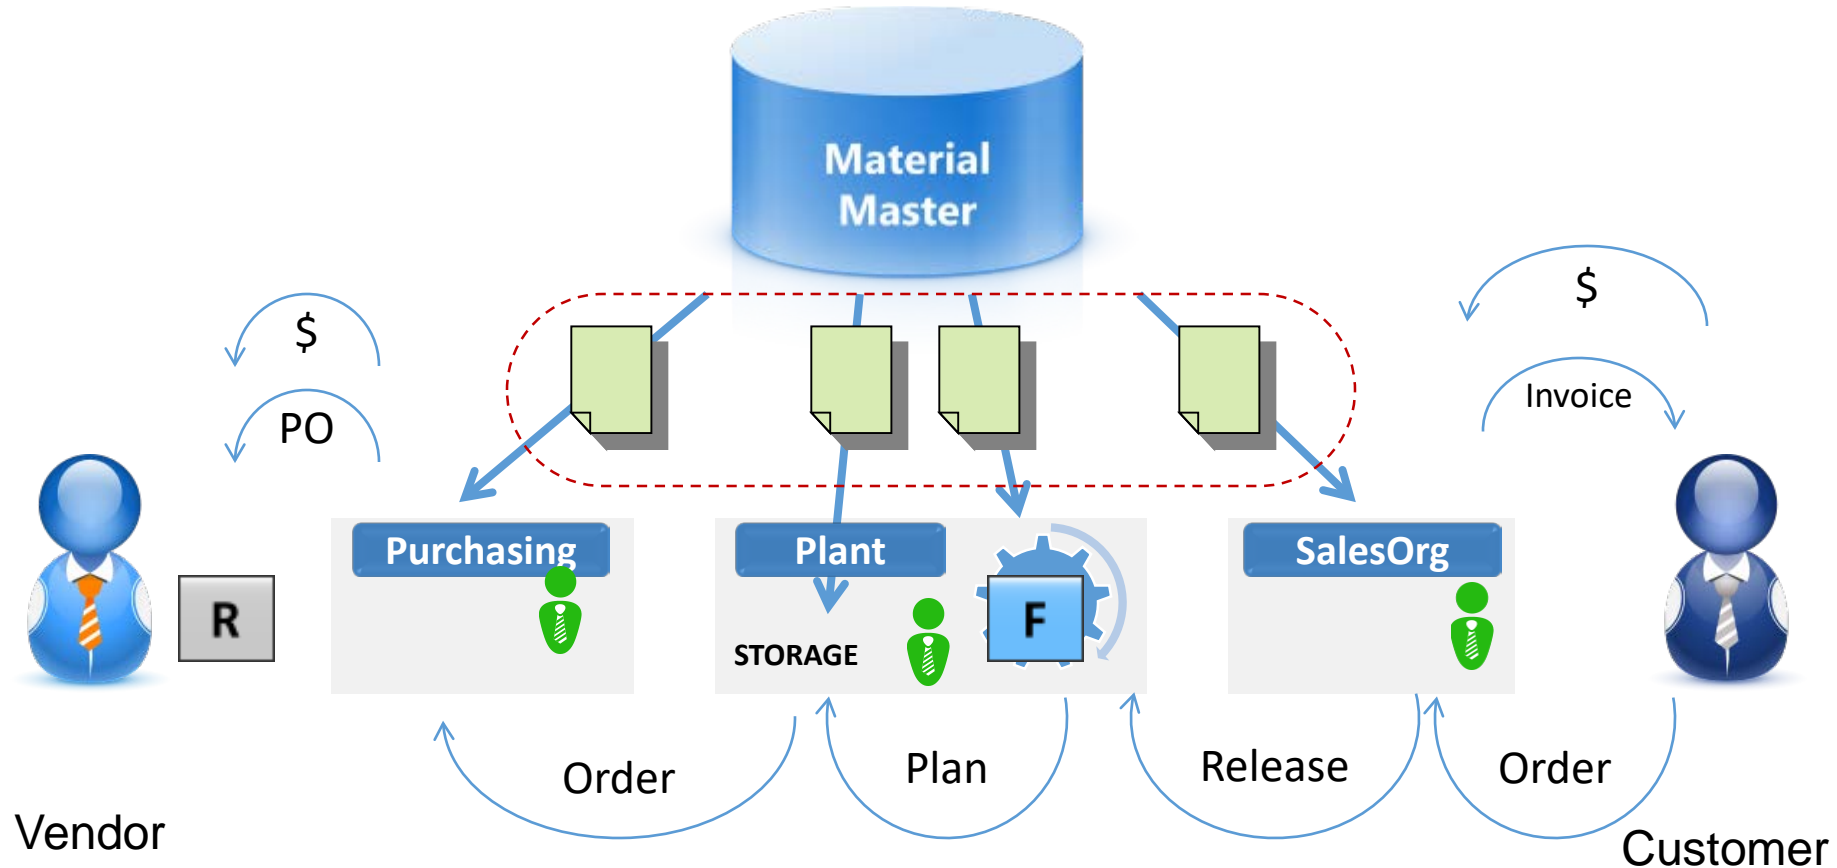 Material
Master
$
$
PO
Invoice
Purchasing
Plant
SalesOrg
R
F
STORAGE
Order
Plan
Release
Order
Vendor
Customer